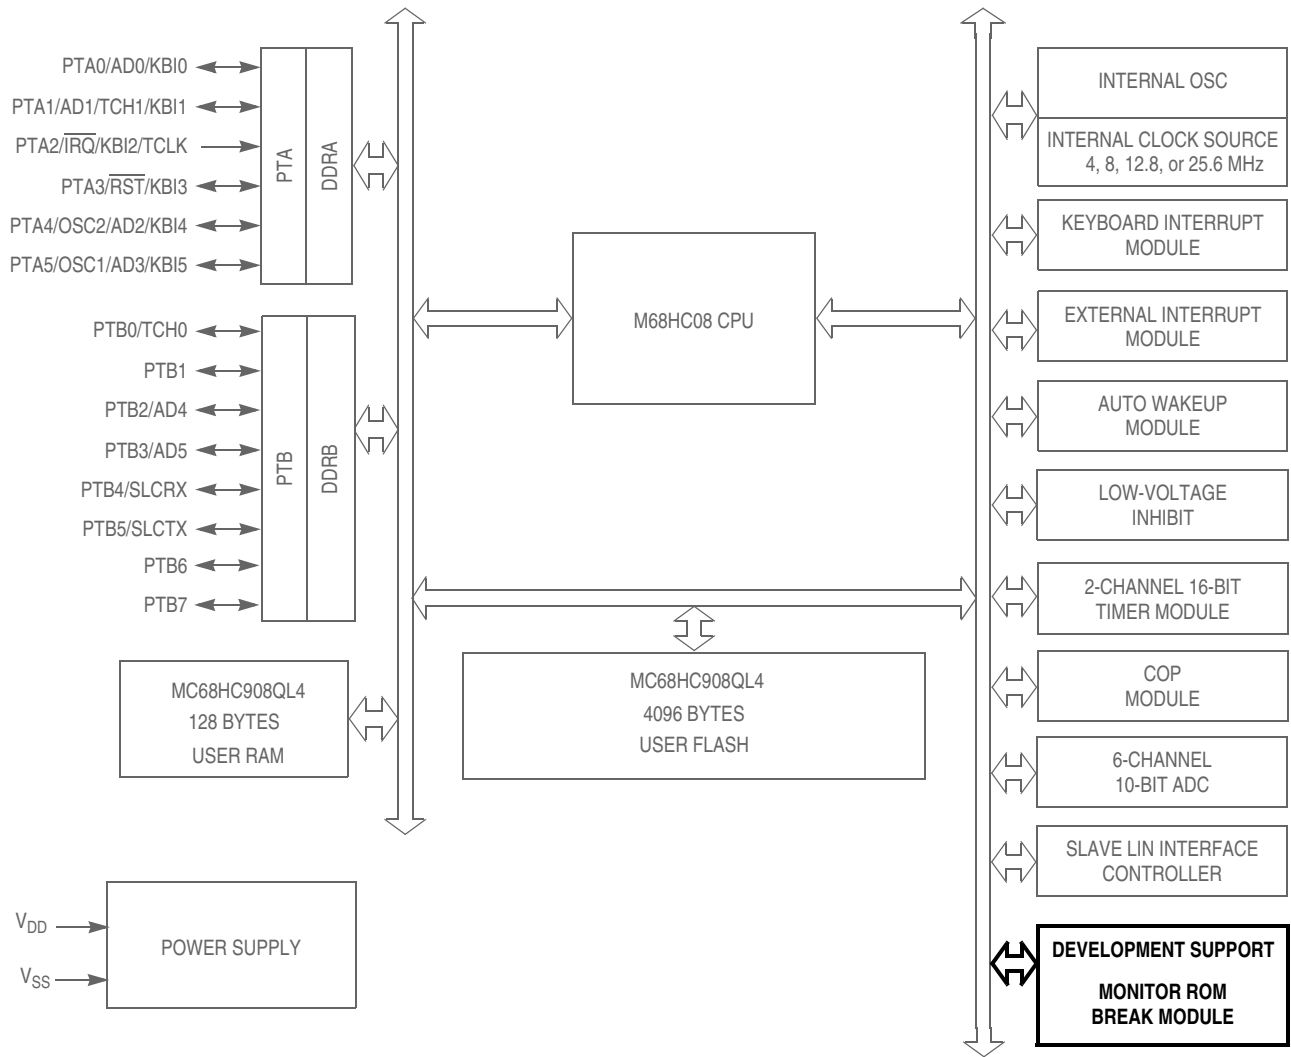 PTA0/AD0/KBI0
PTA1/AD1/TCH1/KBI1
PTA2/IRQ/KBI2/TCLK
PTA3/RST/KBI3
PTA4/OSC2/AD2/KBI4
PTA5/OSC1/AD3/KBI5
PTA
DDRA
PTB0/TCH0
PTB1
PTB2/AD4
PTB3/AD5
PTB4/SLCRX
PTB5/SLCTX
PTB6
PTB7
PTB
DDRB
MC68HC908QL4
128 BYTES
USER RAM
VDD
VSS
POWER SUPPLY
M68HC08 CPU
MC68HC908QL4
4096 BYTES
USER FLASH
INTERNAL OSC
INTERNAL CLOCK SOURCE
4, 8, 12.8, or 25.6 MHz
KEYBOARD INTERRUPT
MODULE
EXTERNAL INTERRUPT
MODULE
AUTO WAKEUP
MODULE
LOW-VOLTAGE
INHIBIT
2-CHANNEL 16-BIT
TIMER MODULE
COP
MODULE
6-CHANNEL
10-BIT ADC
SLAVE LIN INTERFACE
CONTROLLER
DEVELOPMENT SUPPORT
MONITOR ROM
BREAK MODULE